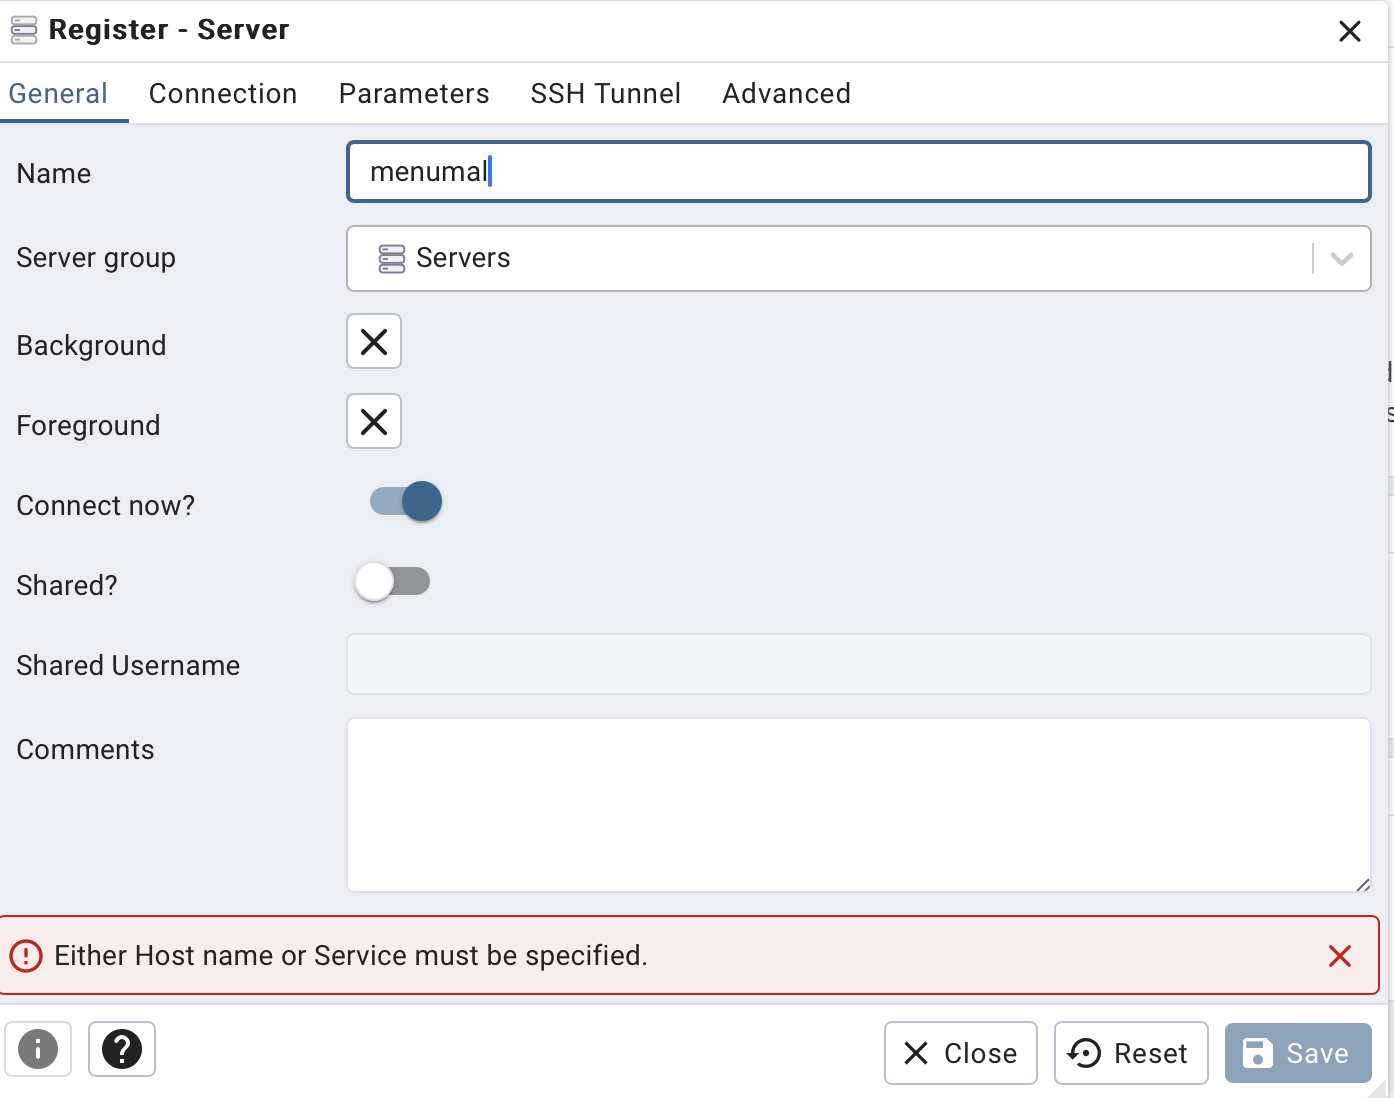 Register - Server
General Connection Parameters SSH Tunnel Advanced
Name menumal
Server group Servers
Background
Foreground
Connect now?
Shared?
Shared Username
Comments
Either Host name or Service must be specified.
Close Reset Save